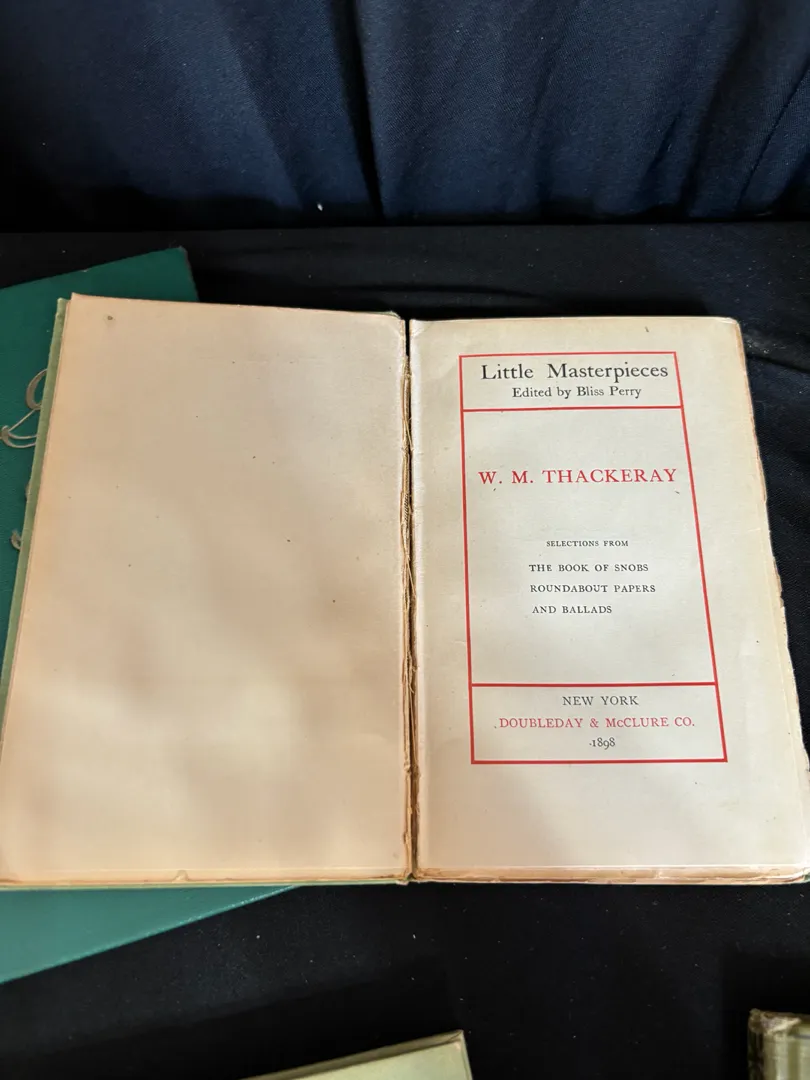 Little Masterpieces
Edited by Bliss Perry
W. M. THACKERAY
SELECTIONS FROM
THE BOOK OF SNOBS
ROUNDABOUT PAPERS
AND BALLADS
NEW YORK
DOUBLEDAY & McCLURE CO.
1898